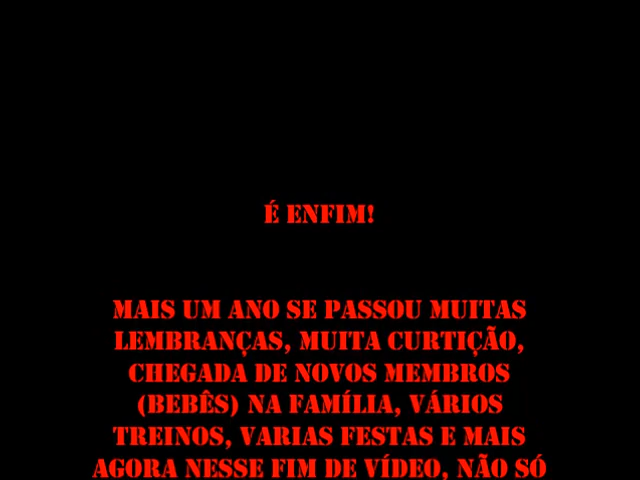 É ENFIM!
MAIS UM ANO SE PASSOU MUITAS
LEMBRANÇAS, MUITA CURTIÇÃO,
CHEGADA DE NOVOS MEMBROS
(BEBÊS) NA FAMÍLIA, VÁRIOS
TREINOS, VARIAS FESTAS E MAIS
AGORA NESSE FIM DE VÍDEO, NÃO SÓ